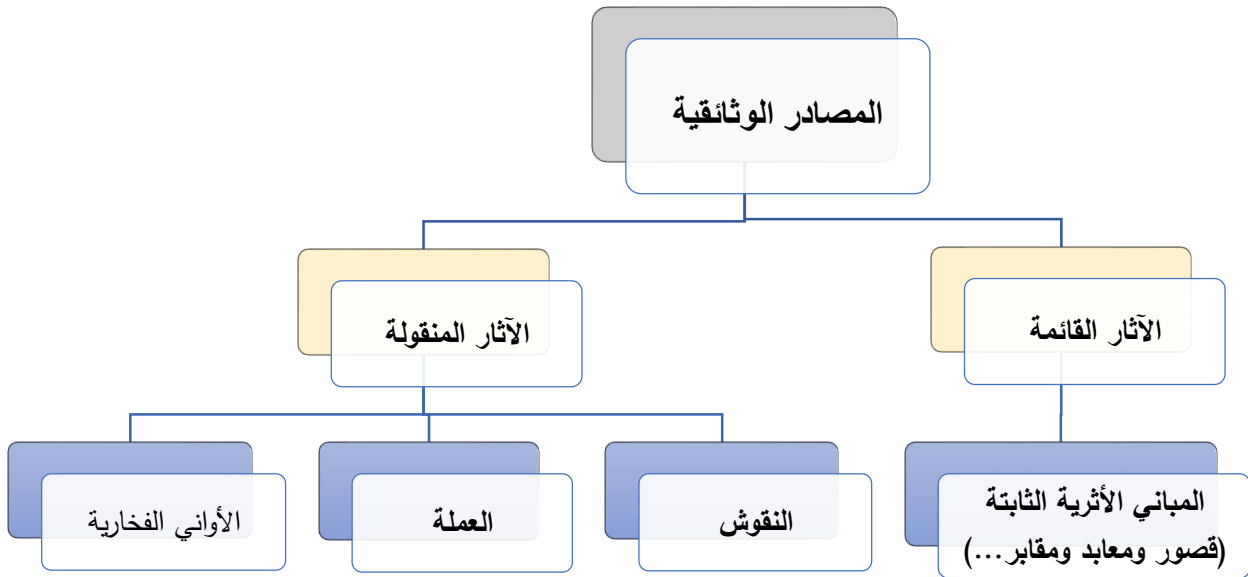 المصادر الوثائقية
الآثار القائمة
الآثار المنقولة
المباني الأثرية الثابتة
(قصور ومعابد ومقابر...)
النقوش
العملة
الأواني الفخارية